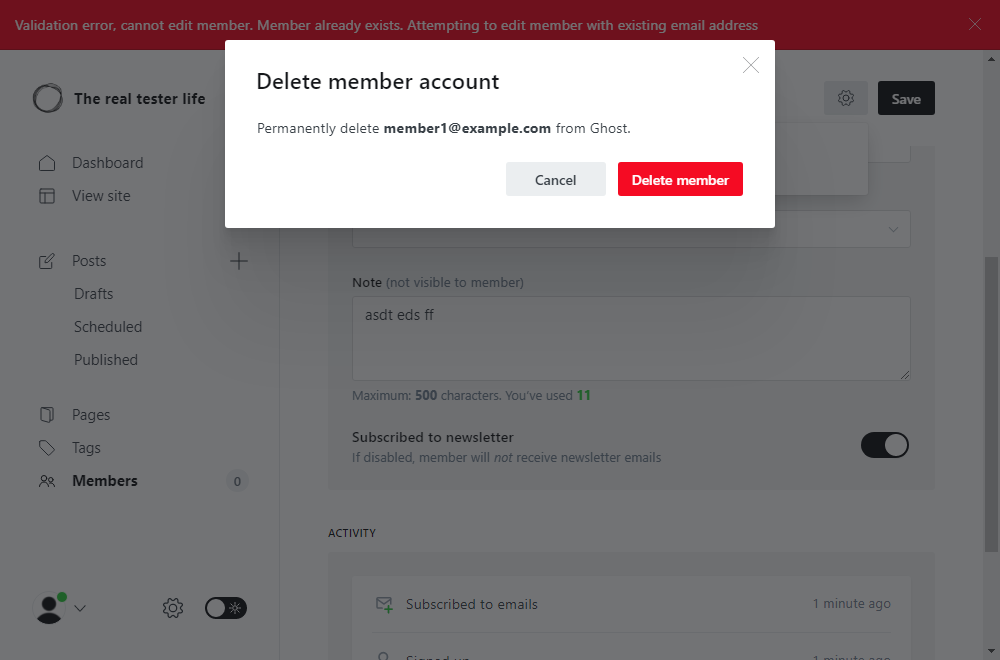 Validation error, cannot edit member. Member already exists. Attempting to edit member with existing email address
Delete member account
Permanently delete member1@example.com from Ghost.
Cancel
Delete member
The real tester life
Save
Dashboard
View site
Posts
Drafts
Scheduled
Published
Pages
Tags
Members
0
Note (not visible to member)
asdt eds ff
Maximum: 500 characters. You've used 11
Subscribed to newsletter
If disabled, member will not receive newsletter emails
ACTIVITY
Subscribed to emails
1 minute ago
Signed up
1 minute ago